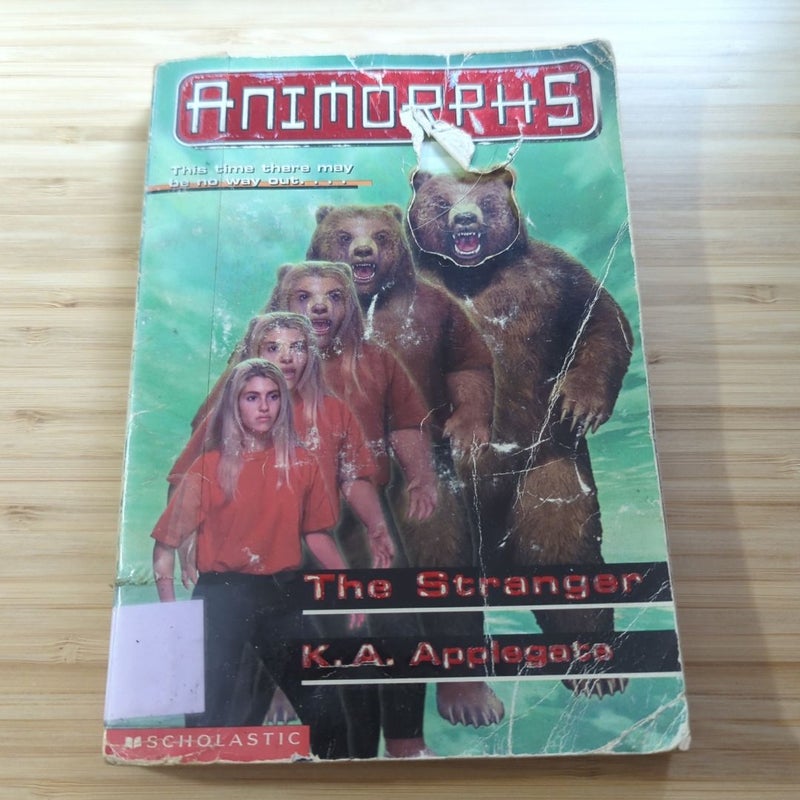 ANIMORPHS
This time there may
be no way out. . . .
The Stranger
K.A. Applegate
SCHOLASTIC